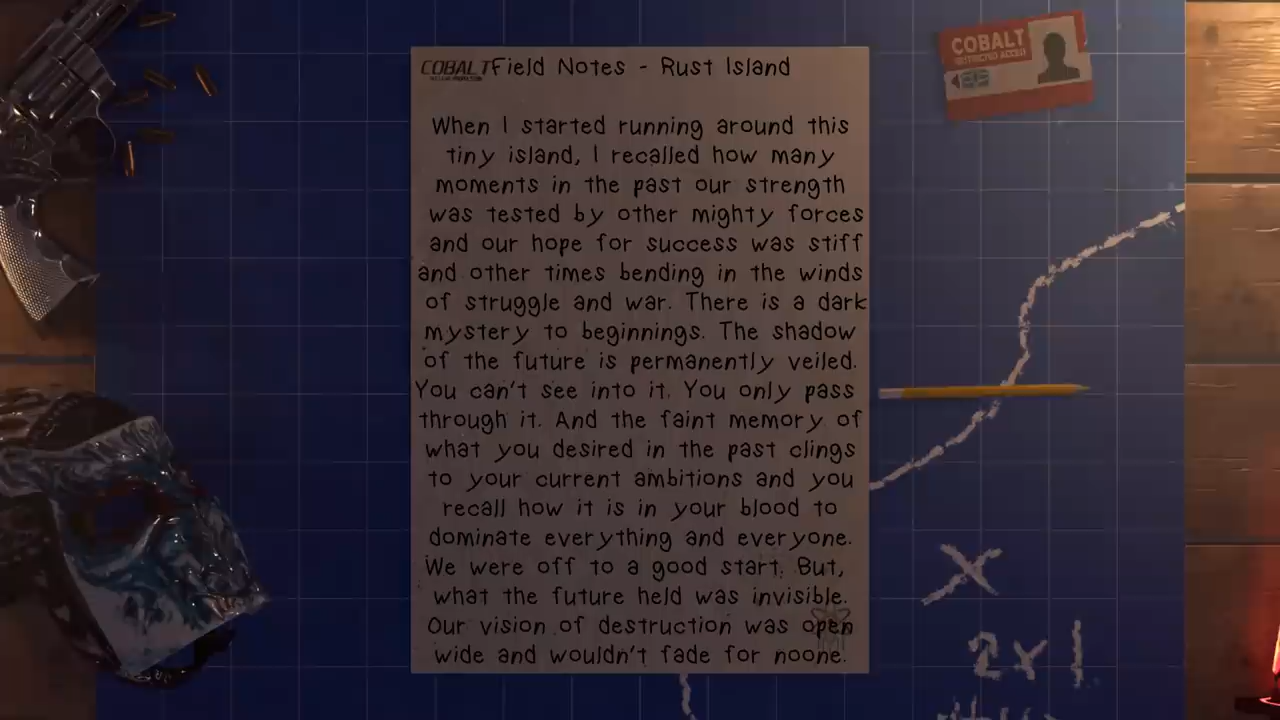 COBALT Field Notes - Rust Island
When I started running around this
tiny island, I recalled how many
moments in the past our strength
was tested by other mighty forces
and our hope for success was stiff
and other times bending in the winds
of struggle and war. There is a dark
mystery to beginnings. The shadow
of the future is permanently veiled.
You can't see into it. You only pass
through it. And the faint memory of
what you desired in the past clings
to your current ambitions and you
recall how it is in your blood to
dominate everything and everyone.
We were off to a good start. But,
what the future held was invisible.
Our vision of destruction was open
wide and wouldn't fade for noone.
COBALT
RESTRICTED ACCESS
X
2x1